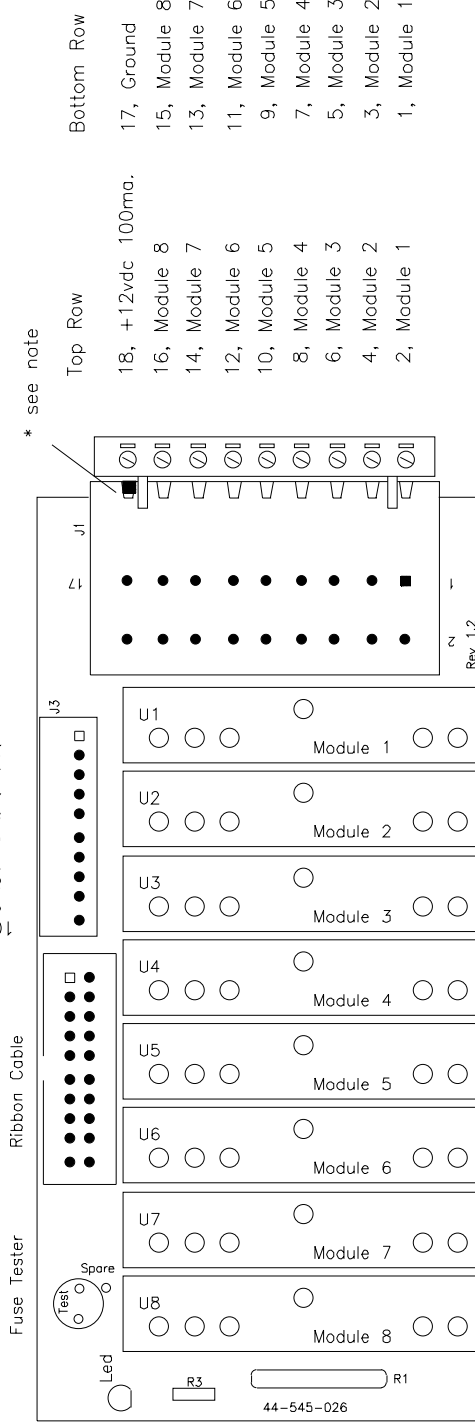 * see note
Top Row
18, +12vdc 100ma.
16, Module 8
14, Module 7
12, Module 6
10, Module 5
8, Module 4
6, Module 3
4, Module 2
2, Module 1
Bottom Row
17, Ground
15, Module 8
13, Module 7
11, Module 6
9, Module 5
7, Module 4
5, Module 3
3, Module 2
1, Module 1
J1
17
1
2
Rev 1.2
J3
Ribbon Cable
Fuse Tester
Test
Spare
Led
R3
R1
44-545-026
U1
Module 1
U2
Module 2
U3
Module 3
U4
Module 4
U5
Module 5
U6
Module 6
U7
Module 7
U8
Module 8